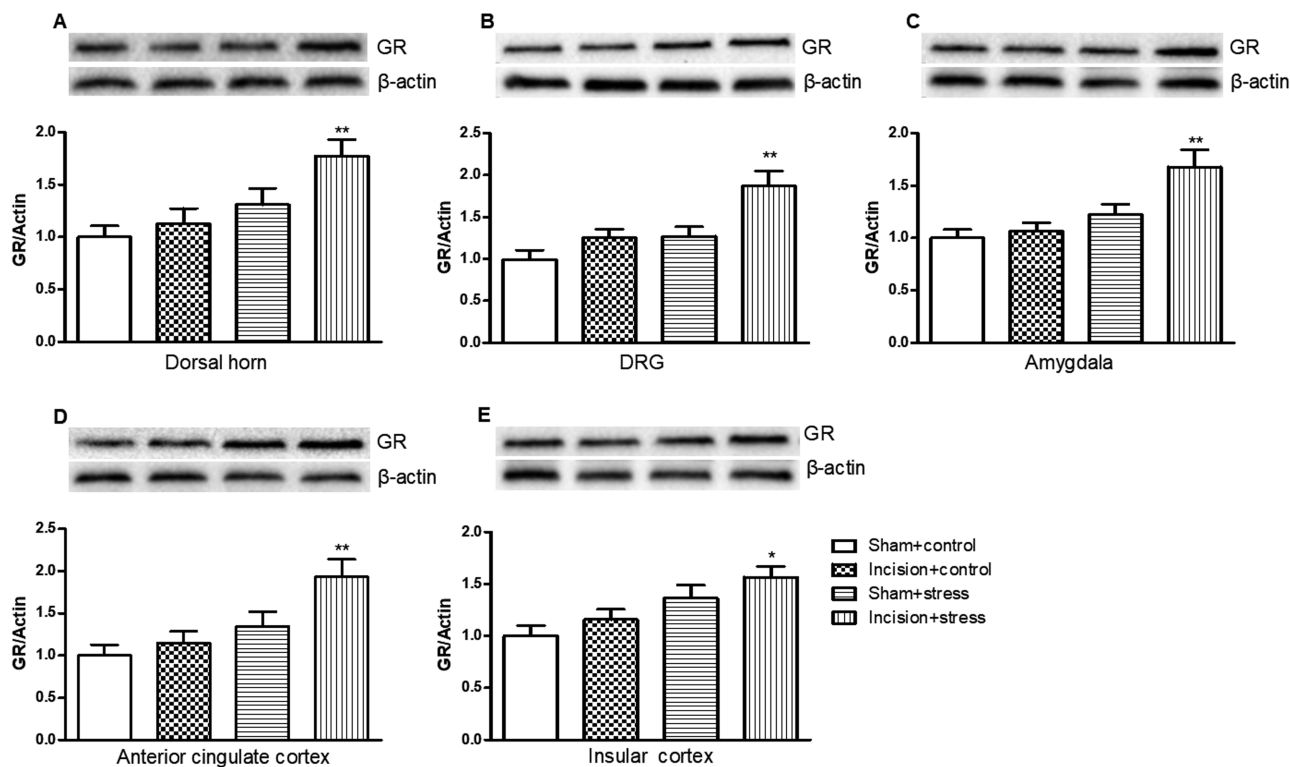 A
GR
β-actin
2.0
1.5
1.0
0.5
0.0
GR/Actin
**
Dorsal horn
B
GR
β-actin
2.5
2.0
1.5
1.0
0.5
0.0
GR/Actin
**
DRG
C
GR
β-actin
2.0
1.5
1.0
0.5
0.0
GR/Actin
**
Amygdala
D
GR
β-actin
2.5
2.0
1.5
1.0
0.5
0.0
GR/Actin
**
Anterior cingulate cortex
E
GR
β-actin
2.0
1.5
1.0
0.5
0.0
GR/Actin
*
Insular cortex
Sham+control
Incision+control
Sham+stress
Incision+stress